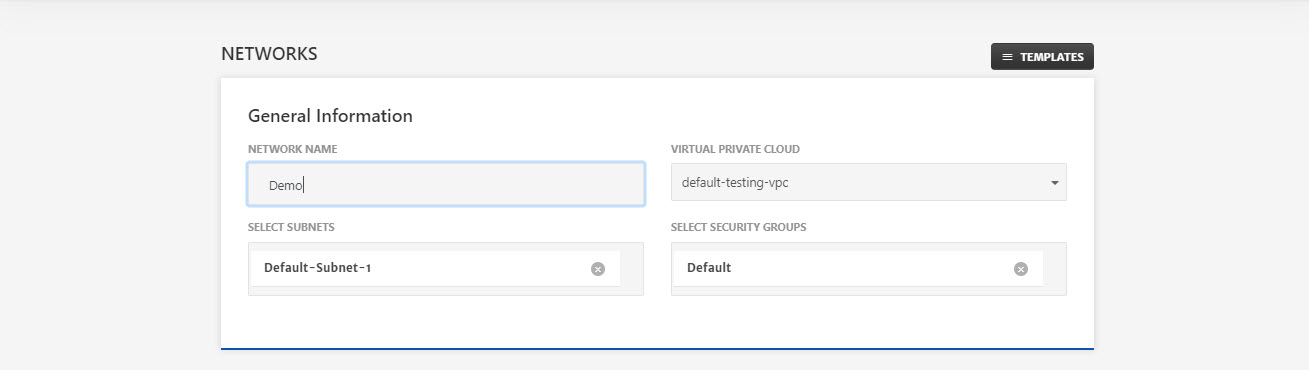 NETWORKS
TEMPLATES
General Information
NETWORK NAME
VIRTUAL PRIVATE CLOUD
Demo
default-testing-vpc
SELECT SUBNETS
SELECT SECURITY GROUPS
Default-Subnet-1
Default